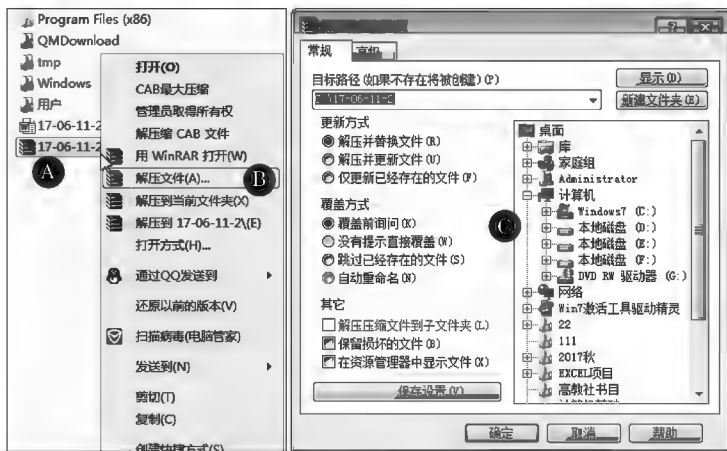 Program Files (x86)
QMDownload
tmp
Windows
用户
17-06-11-2
17-06-11-2
A
打开(O)
CAB最大压缩
管理员取得所有权
解压缩 CAB 文件
用 WinRAR 打开(W)
解压文件(A)...
B
解压到当前文件夹(X)
解压到 17-06-11-2\(E)
打开方式(H)...
通过QQ发送到
还原以前的版本(V)
扫描病毒(电脑管家)
发送到(N)
剪切(T)
复制(C)
创建快捷方式(S)
常规
高级
目标路径(如果不存在将被创建)(P)
显示(D)
新建文件夹(E)
更新方式
解压并替换文件(R)
解压并更新文件(U)
仅更新已经存在的文件(F)
覆盖方式
覆盖前询问(K)
没有提示直接覆盖(W)
跳过已经存在的文件(S)
自动重命名(N)
其它
解压压缩文件到子文件夹(L)
保留损坏的文件(B)
在资源管理器中显示文件(X)
保存设置(V)
C
桌面
库
家庭组
Administrator
计算机
Windows7 (C:)
本地磁盘 (D:)
本地磁盘 (E:)
本地磁盘 (F:)
DVD RW 驱动器 (G:)
网络
Win7激活工具驱动精灵
22
111
2017秋
EXCEL项目
高教社书目
确定
取消
帮助